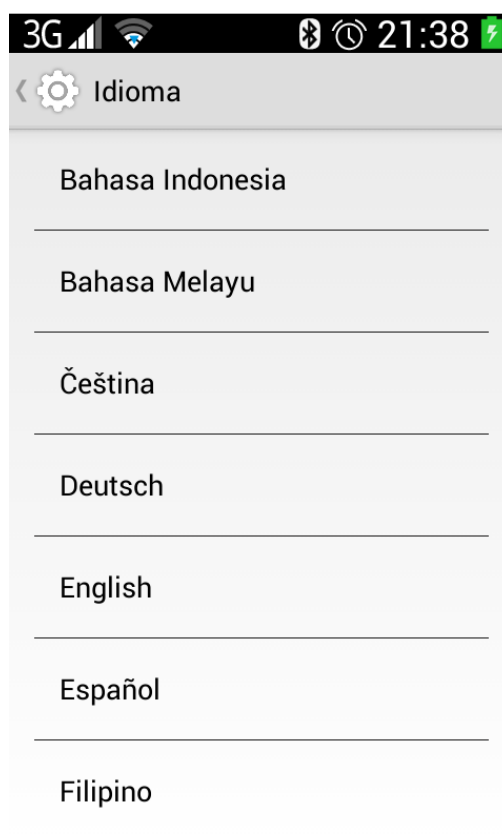 3G 21:38
Idioma
Bahasa Indonesia
Bahasa Melayu
Čeština
Deutsch
English
Español
Filipino